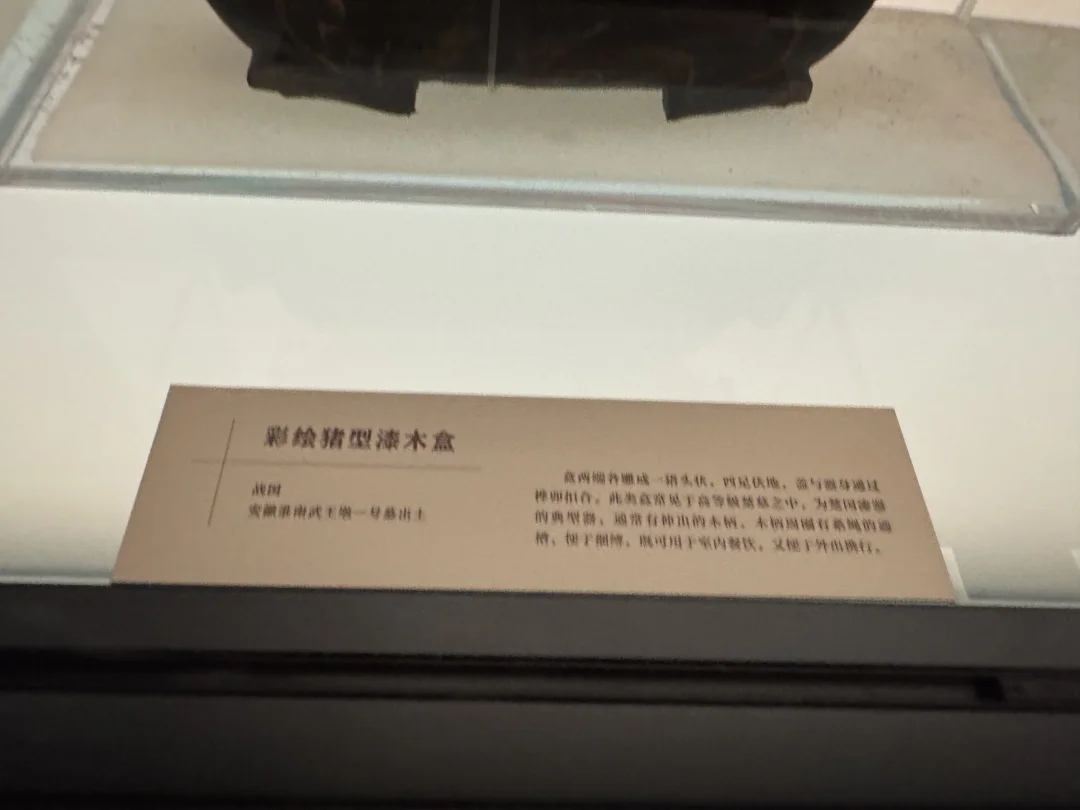 彩绘猪型漆木盒
战国
安徽淮南武王墩一号墓出土
盒两端各雕成一猪头状，四足伏地，盖与器身通过
榫卯扣合。此类盒常见于高等级楚墓之中，为楚国漆器
的典型器，通常有伸出的木柄，木柄周围有系绳的通
槽，便于捆缚，既可用于室内餐饮，又便于外出携行。